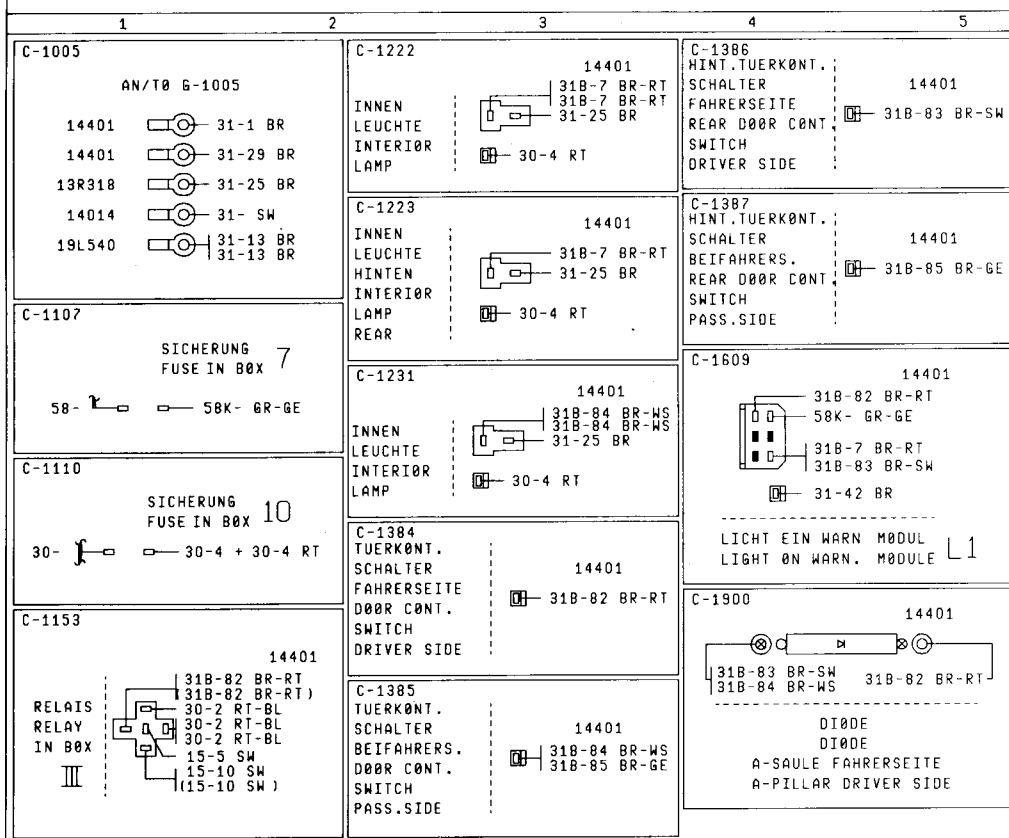 1 2 3 4 5
C-1005
AN/TØ G-1005
14401 31-1 BR
14401 31-29 BR
13R318 31-25 BR
14014 31- SW
19L540 31-13 BR
31-13 BR
C-1107
SICHERUNG
FUSE IN BØX 7
58- 58K- GR-GE
C-1110
SICHERUNG
FUSE IN BØX 10
30- 30-4 + 30-4 RT
C-1153
14401
31B-82 BR-RT
(31B-82 BR-RT)
30-2 RT-BL
30-2 RT-BL
30-2 RT-BL
15-5 SW
15-10 SW
(15-10 SW)
RELAIS
RELAY
IN BØX
III
C-1222
14401
31B-7 BR-RT
31B-7 BR-RT
31-25 BR
30-4 RT
INNEN
LEUCHTE
INTERIØR
LAMP
C-1223
14401
31B-7 BR-RT
31-25 BR
30-4 RT
INNEN
LEUCHTE
HINTEN
INTERIØR
LAMP
REAR
C-1231
14401
31B-84 BR-WS
31B-84 BR-WS
31-25 BR
30-4 RT
INNEN
LEUCHTE
INTERIØR
LAMP
C-1384
TUERKØNT.
SCHALTER
FAHRERSEITE
DØØR CØNT.
SWITCH
DRIVER SIDE
14401
31B-82 BR-RT
C-1385
TUERKØNT.
SCHALTER
BEIFAHRERS.
DØØR CØNT.
SWITCH
PASS.SIDE
14401
31B-84 BR-WS
31B-85 BR-GE
C-1386
HINT.TUERKØNT.
SCHALTER
FAHRERSEITE
REAR DØØR CØNT.
SWITCH
DRIVER SIDE
14401
31B-83 BR-SW
C-1387
HINT.TUERKØNT.
SCHALTER
BEIFAHRERS.
REAR DØØR CØNT.
SWITCH
PASS.SIDE
14401
31B-85 BR-GE
C-1609
14401
31B-82 BR-RT
58K- GR-GE
31B-7 BR-RT
31B-83 BR-SW
31-42 BR
LICHT EIN WARN MØDUL
LIGHT ØN WARN. MØDULE L1
C-1900
14401
31B-83 BR-SW
31B-84 BR-WS
31B-82 BR-RT
DIØDE
DIØDE
A-SAULE FAHRERSEITE
A-PILLAR DRIVER SIDE